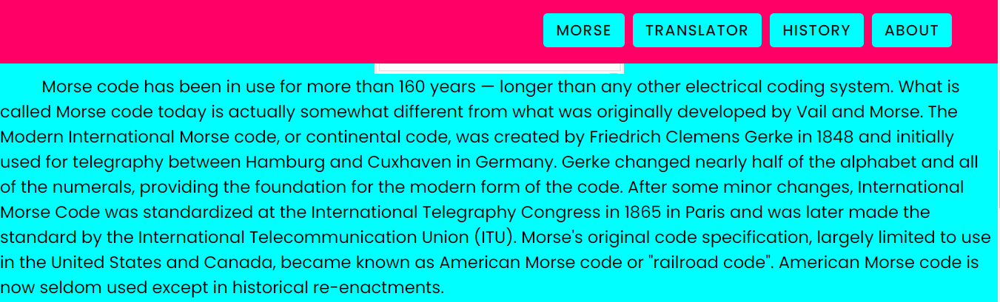 MORSE TRANSLATOR HISTORY ABOUT
Morse code has been in use for more than 160 years — longer than any other electrical coding system. What is
called Morse code today is actually somewhat different from what was originally developed by Vail and Morse. The
Modern International Morse code, or continental code, was created by Friedrich Clemens Gerke in 1848 and initially
used for telegraphy between Hamburg and Cuxhaven in Germany. Gerke changed nearly half of the alphabet and all
of the numerals, providing the foundation for the modern form of the code. After some minor changes, International
Morse Code was standardized at the International Telegraphy Congress in 1865 in Paris and was later made the
standard by the International Telecommunication Union (ITU). Morse's original code specification, largely limited to use
in the United States and Canada, became known as American Morse code or "railroad code". American Morse code is
now seldom used except in historical re-enactments.